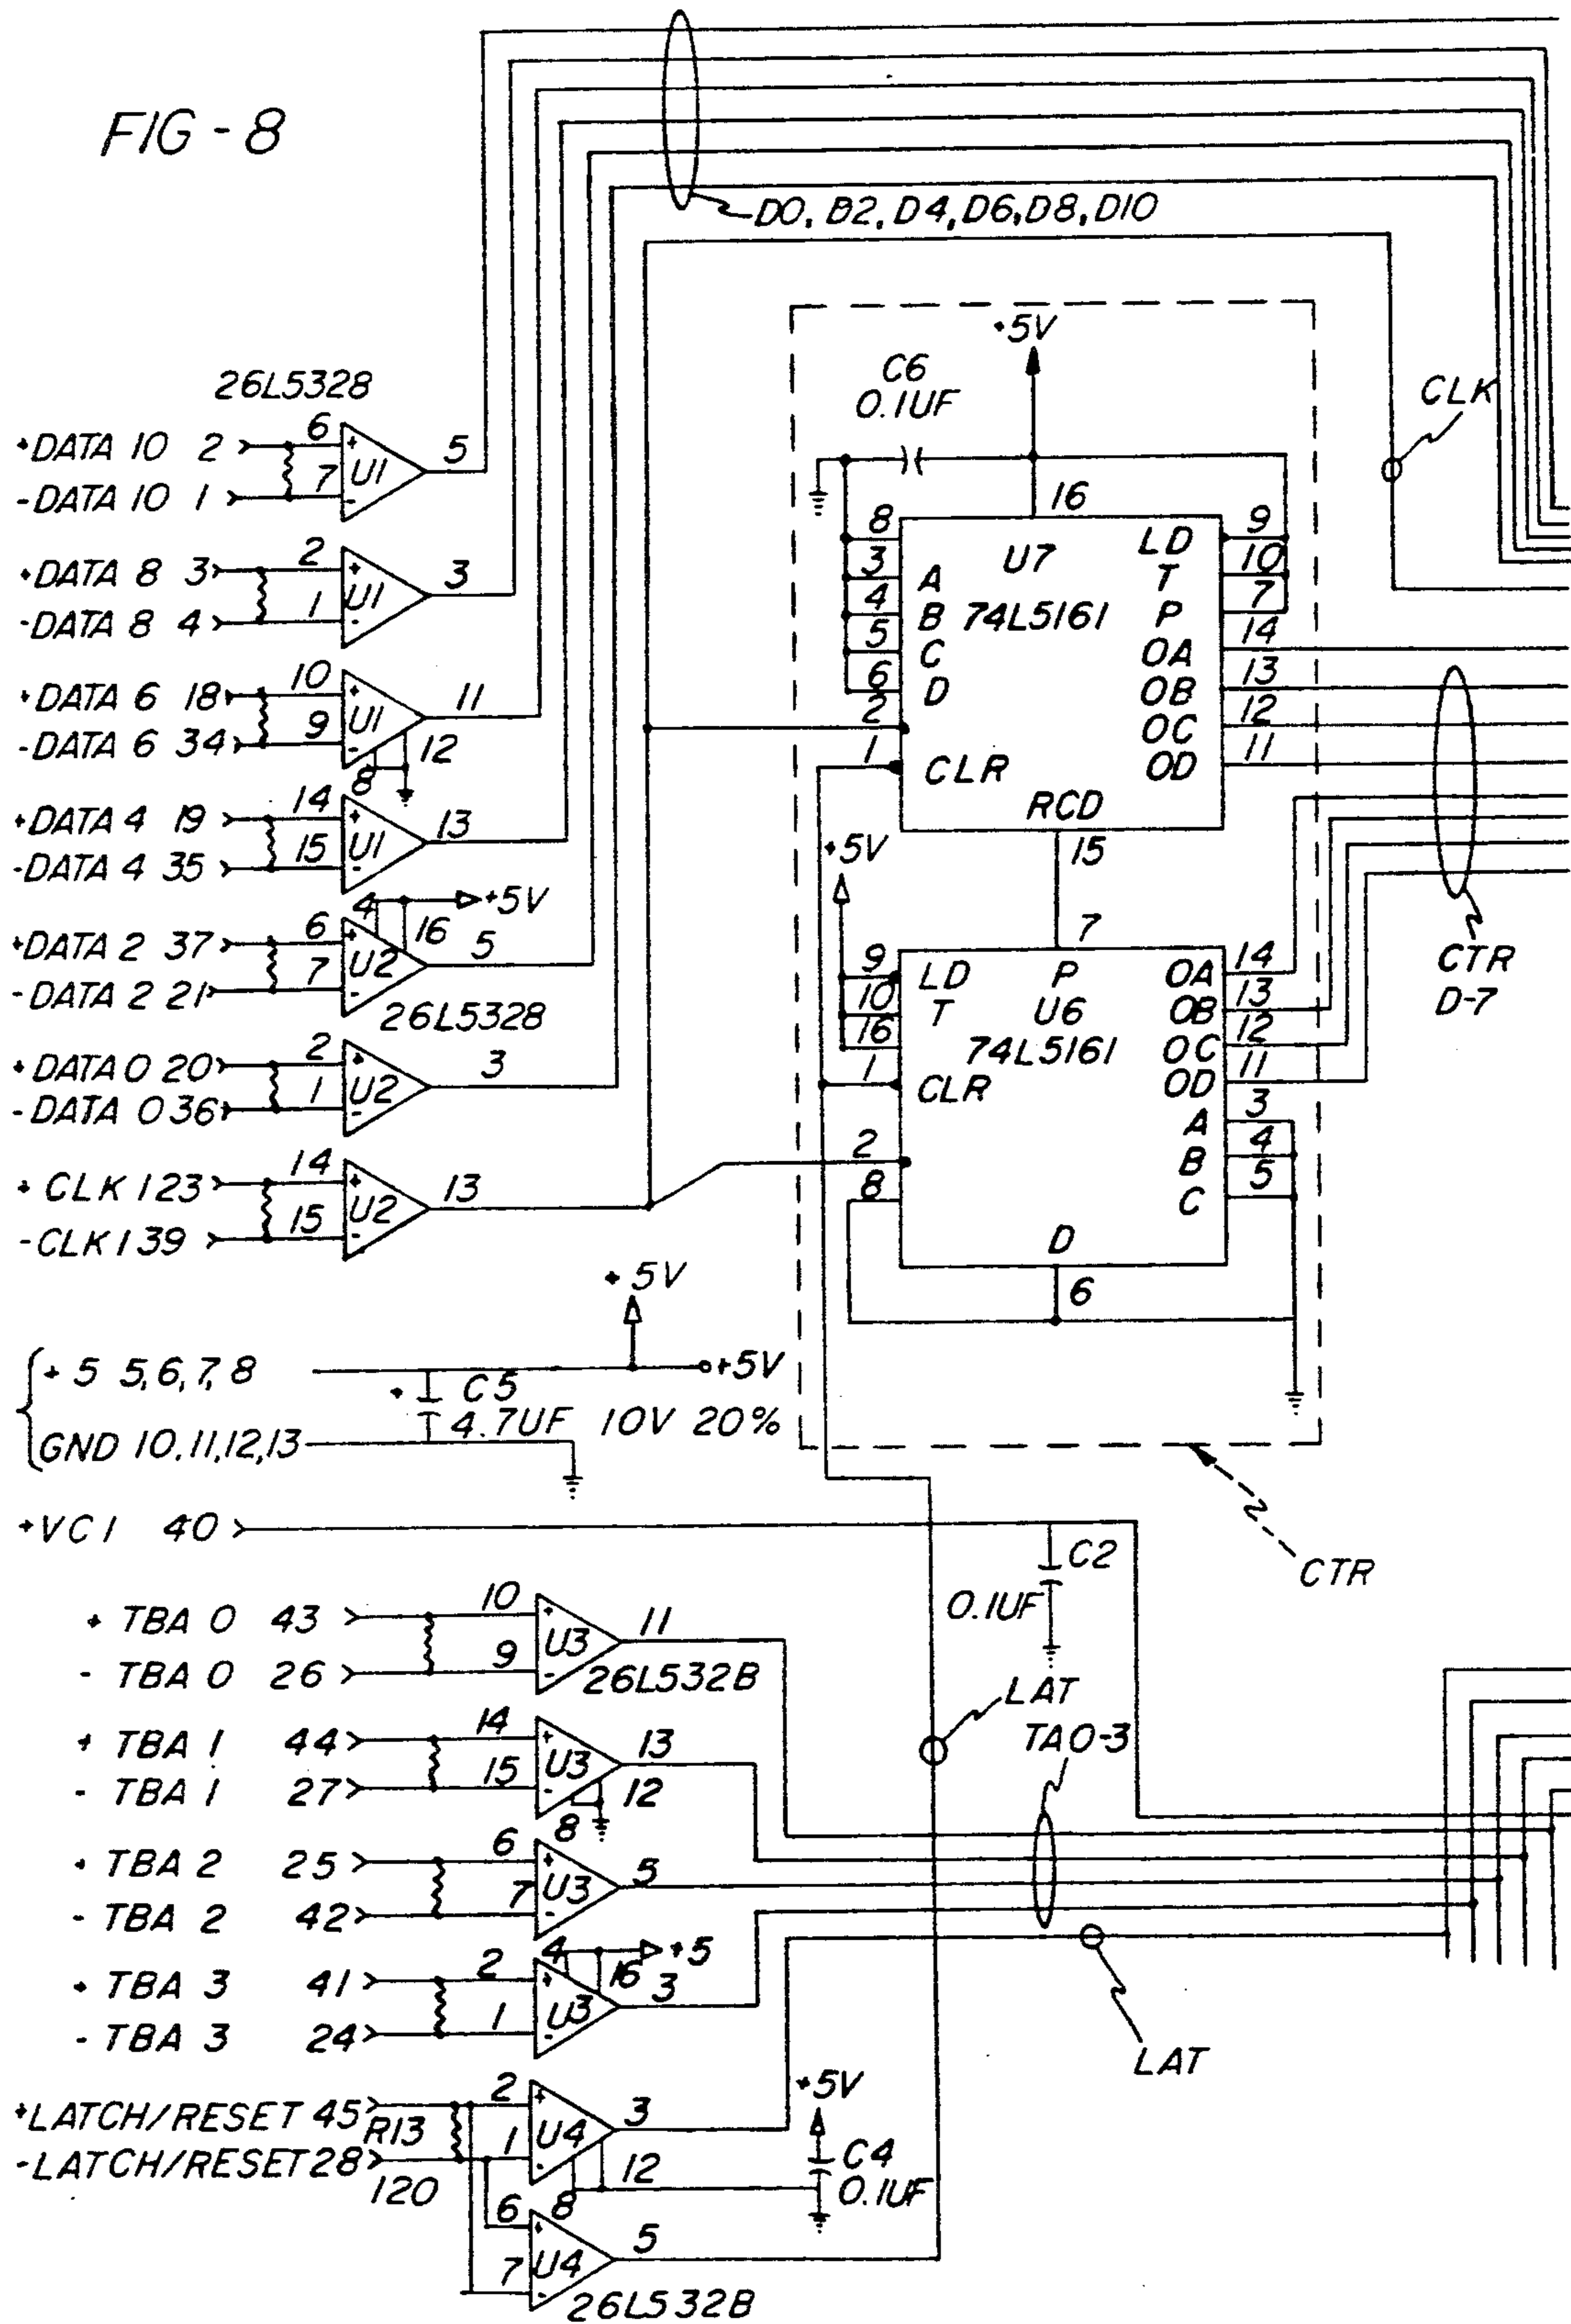 FIG - 8
D0, B2, D4, D6, D8, D10
26L5328
+DATA 10 2
6
-DATA 10 1
7
U1
5
+DATA 8 3
2
-DATA 8 4
1
U1
3
+DATA 6 18
10
-DATA 6 34
9
U1
11
12
8
+DATA 4 19
14
-DATA 4 35
15
U1
13
+DATA 2 37
6
-DATA 2 21
7
U2
4
16
+5V
5
26L5328
+DATA 0 20
2
-DATA 0 36
1
U2
3
+ CLK 1 23
14
- CLK 1 39
15
U2
13
+5V
C6
0.1UF
CLK
16
8
3
A
4
B
5
C
6
D
2
1
CLR
U7
74L5161
LD
9
T
10
P
7
OA
14
OB
13
OC
12
OD
11
RCD
15
+5V
7
9
LD
P
OA
14
10
T
U6
OB
13
16
74L5161
OC
12
1
CLR
OD
11
A
3
2
B
4
8
C
5
D
6
CTR
D-7
+5V
+ 5 5,6,7,8
+5V
+
C5
4.7UF 10V 20%
GND 10,11,12,13
+VC1 40
C2
0.1UF
CTR
+ TBA 0 43
10
- TBA 0 26
9
U3
11
26L532B
+ TBA 1 44
14
- TBA 1 27
15
U3
13
12
8
LAT
TA0-3
+ TBA 2 25
6
- TBA 2 42
7
U3
5
+ TBA 3 41
2
- TBA 3 24
1
U3
4
16
+5
3
LAT
+LATCH/RESET 45
R13
2
-LATCH/RESET 28
120
1
U4
3
12
8
+5V
C4
0.1UF
6
7
U4
5
26L532B